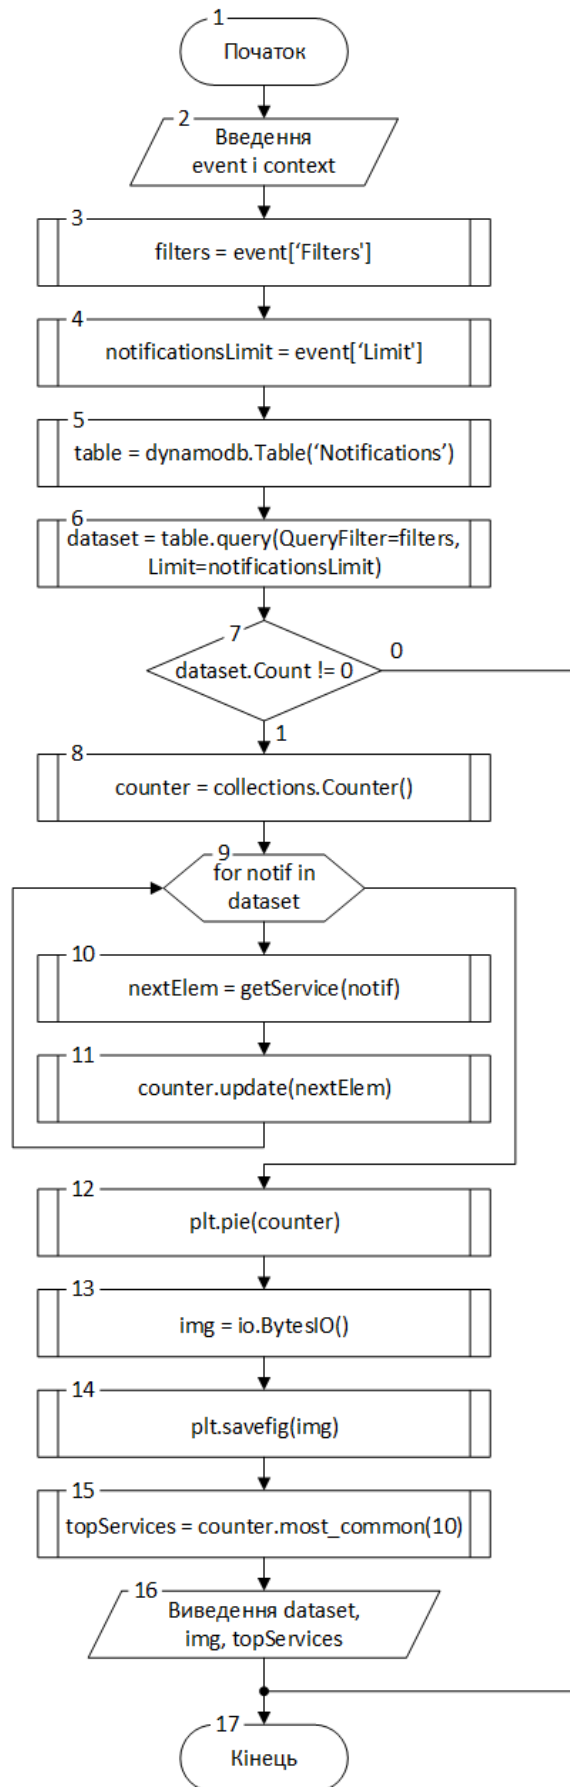 1
Початок
2
Введення
event і context
3
filters = event[‘Filters']
4
notificationsLimit = event[‘Limit']
5
table = dynamodb.Table(‘Notifications’)
6
dataset = table.query(QueryFilter=filters,
Limit=notificationsLimit)
7
dataset.Count != 0
0
1
8
counter = collections.Counter()
9
for notif in
dataset
10
nextElem = getService(notif)
11
counter.update(nextElem)
12
plt.pie(counter)
13
img = io.BytesIO()
14
plt.savefig(img)
15
topServices = counter.most_common(10)
16
Виведення dataset,
img, topServices
17
Кінець